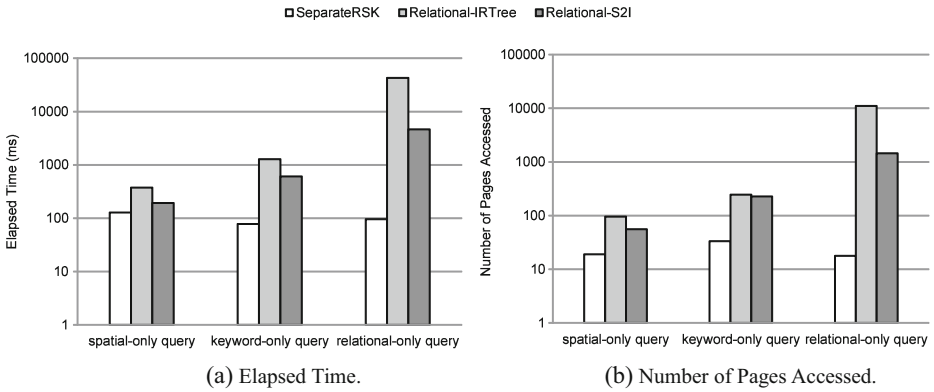 SeparateRSK Relational-IRTree Relational-S2I
Elapsed Time (ms)
100000
10000
1000
100
10
1
spatial-only query keyword-only query relational-only query
(a) Elapsed Time.
Number of Pages Accessed
100000
10000
1000
100
10
1
spatial-only query keyword-only query relational-only query
(b) Number of Pages Accessed.